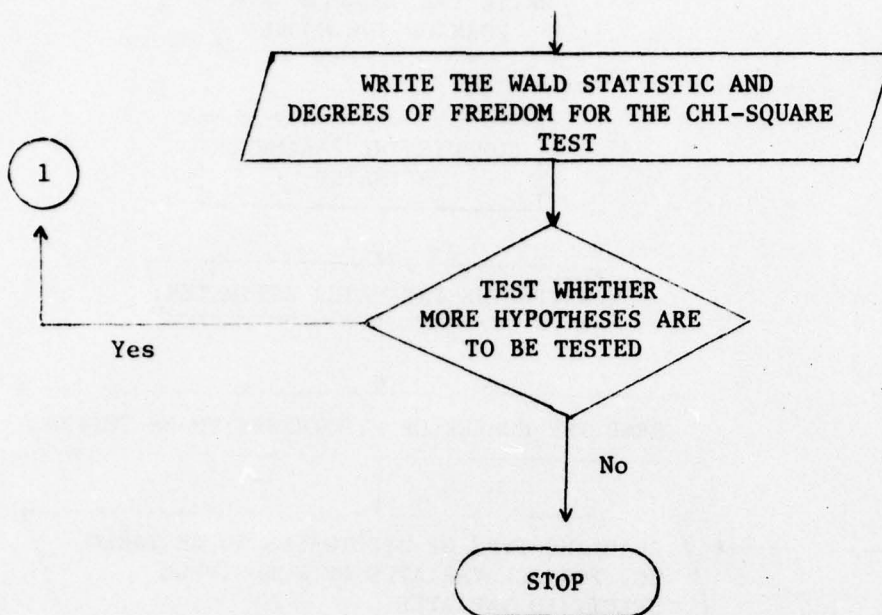 WRITE THE WALD STATISTIC AND
DEGREES OF FREEDOM FOR THE CHI-SQUARE
TEST
1
TEST WHETHER
MORE HYPOTHESES ARE
TO BE TESTED
Yes
No
STOP